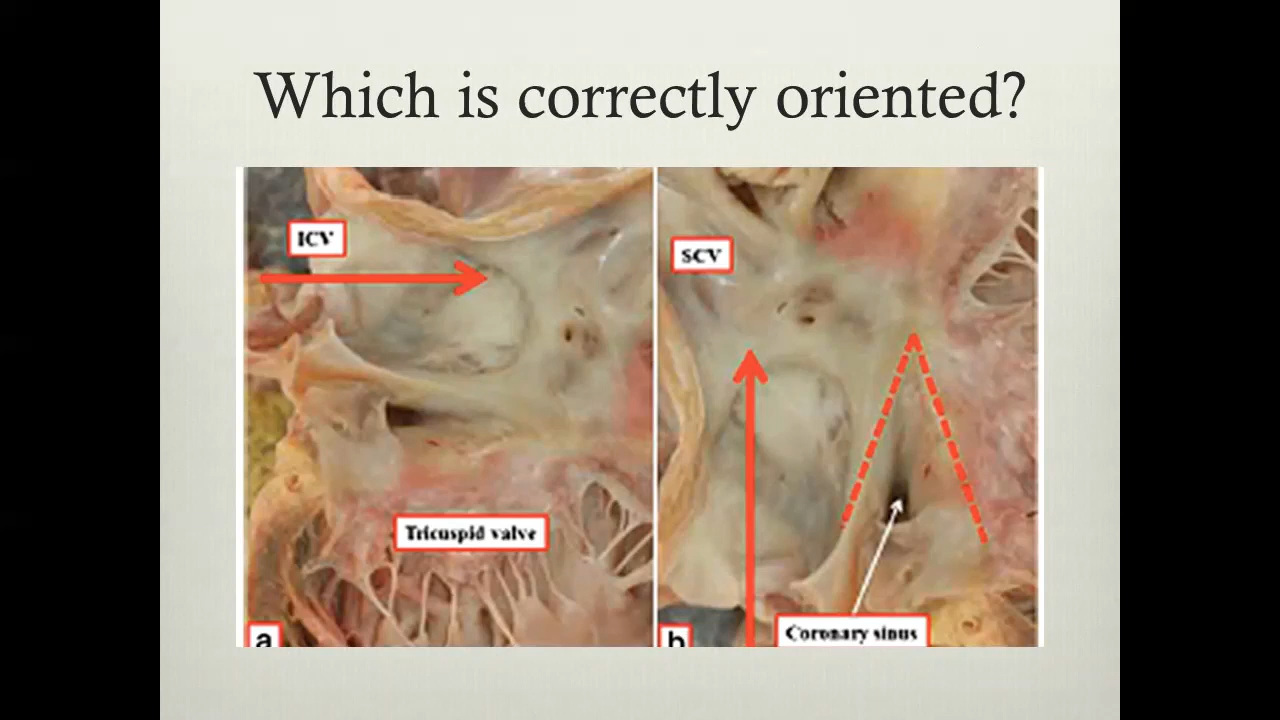 Which is correctly oriented?
ICV
SCV
Tricuspid valve
Coronary sinus
a
b